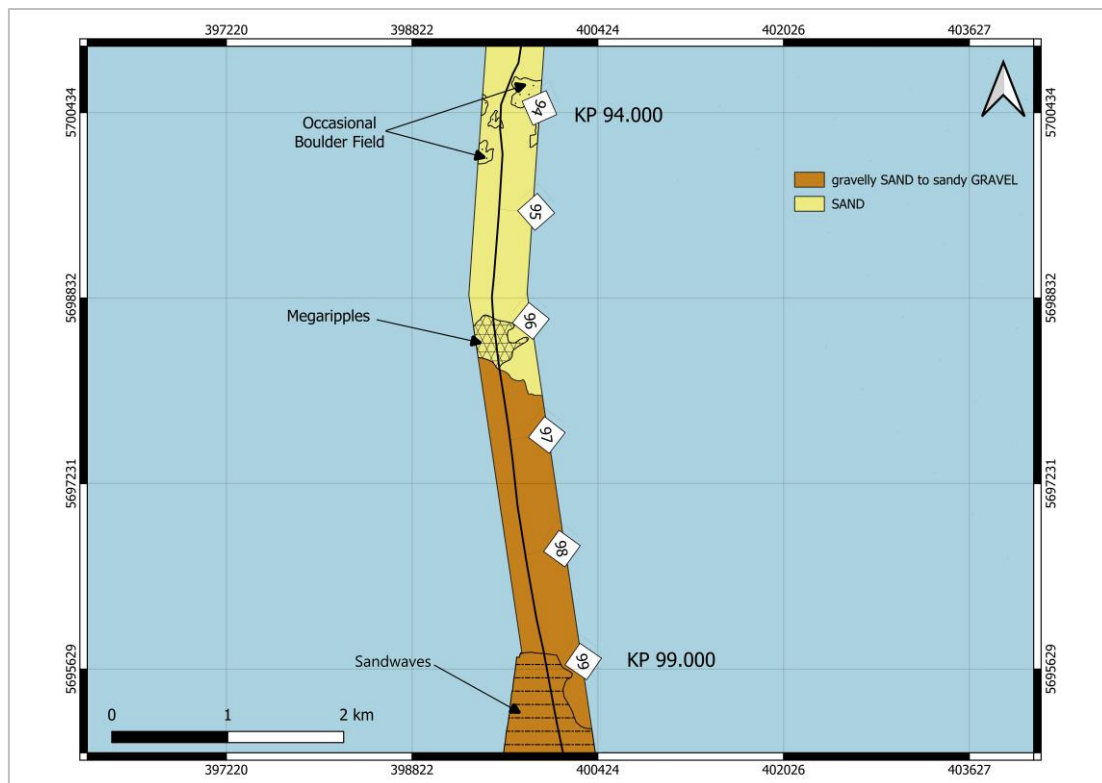 397220 398822 400424 402026 403627
5700434
5698832
5697231
5695629
5700434
5698832
5697231
5695629
94
KP 94.000
Occasional
Boulder Field
gravelly SAND to sandy GRAVEL
SAND
95
Megaripples
96
97
98
99
KP 99.000
Sandwaves
0 1 2 km
397220 398822 400424 402026 403627